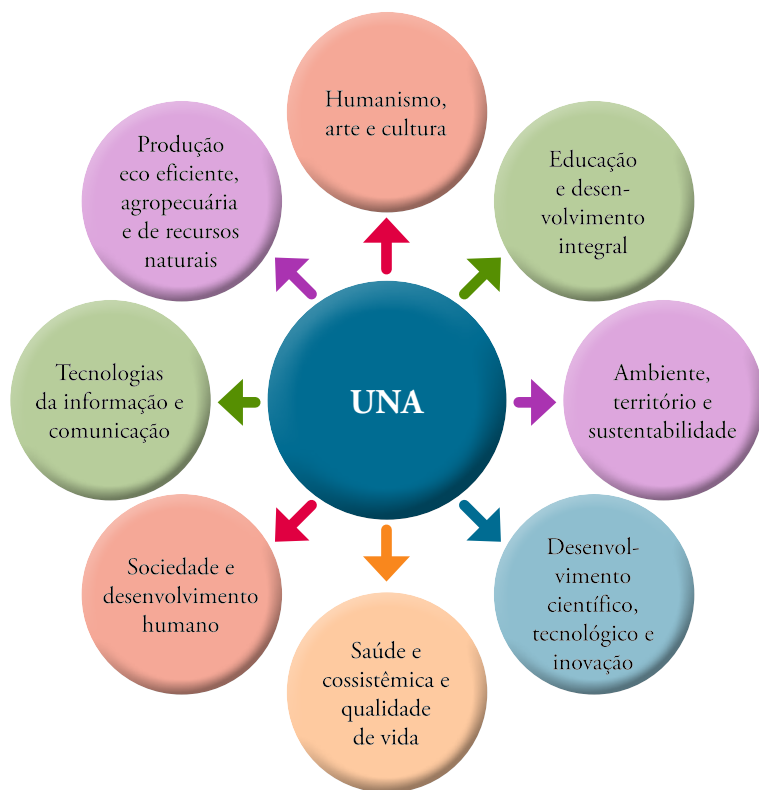 Humanismo,
arte e cultura
Educação
e desen-
volvimento
integral
Ambiente,
território e
sustentabilidade
Desenvol-
vimento
científico,
tecnológico e
inovação
Saúde e
cossistêmica e
qualidade
de vida
Sociedade e
desenvolvimento
humano
Tecnologias
da informação e
comunicação
Produção
eco eficiente,
agropecuária
e de recursos
naturais
UNA